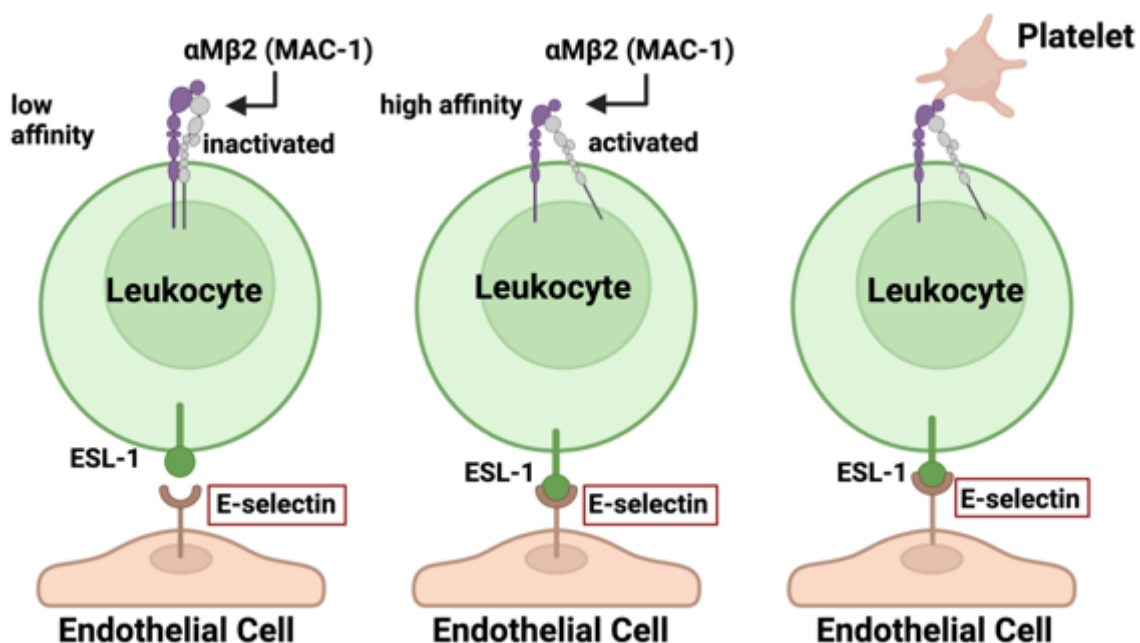 αMβ2 (MAC-1)
low
affinity
inactivated
Leukocyte
ESL-1
E-selectin
Endothelial Cell
αMβ2 (MAC-1)
high affinity
activated
Leukocyte
ESL-1
E-selectin
Endothelial Cell
Platelet
Leukocyte
ESL-1
E-selectin
Endothelial Cell